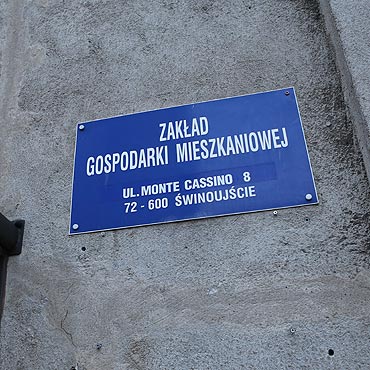 ZAKŁAD
GOSPODARKI MIESZKANIOWEJ
UL. MONTE CASSINO 8
72 - 600 ŚWINOUJŚCIE